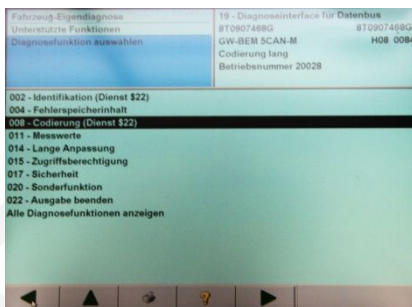 Fahrzeug-Eigendiagnose
Unterstützte Funktionen
Diagnosefunktion auswählen
19 - Diagnoseinterface für Datenbus
8T0907468G 8T0907468G
GW-BEM 5CAN-M H08 0084
Codierung lang
Betriebsnummer 20028
002 - Identifikation (Dienst $22)
004 - Fehlerspeicherinhalt
008 - Codierung (Dienst $22)
011 - Messwerte
014 - Lange Anpassung
015 - Zugriffsberechtigung
017 - Sicherheit
020 - Sonderfunktion
022 - Ausgabe beenden
Alle Diagnosefunktionen anzeigen